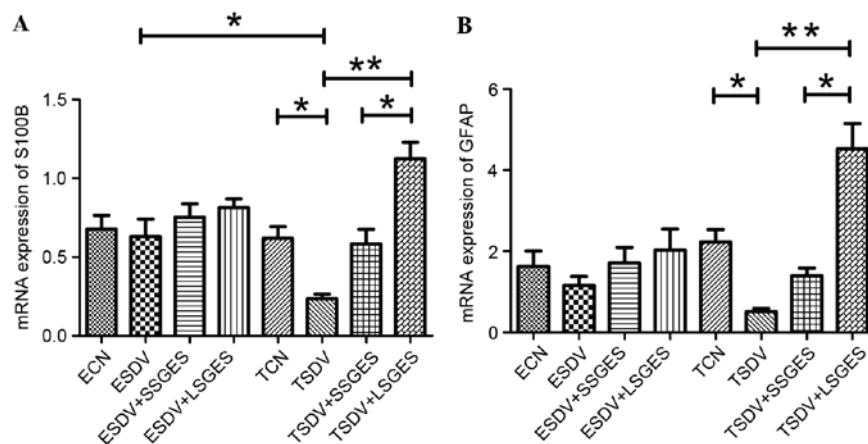 A
*
**
*
*
mRNA expression of S100B
1.5
1.0
0.5
0.0
ECN
ESDV
ESDV+SSGES
ESDV+LSGES
TCN
TSDV
TSDV+SSGES
TSDV+LSGES
B
**
*
*
mRNA expression of GFAP
6
4
2
0
ECN
ESDV
ESDV+SSGES
ESDV+LSGES
TCN
TSDV
TSDV+SSGES
TSDV+LSGES